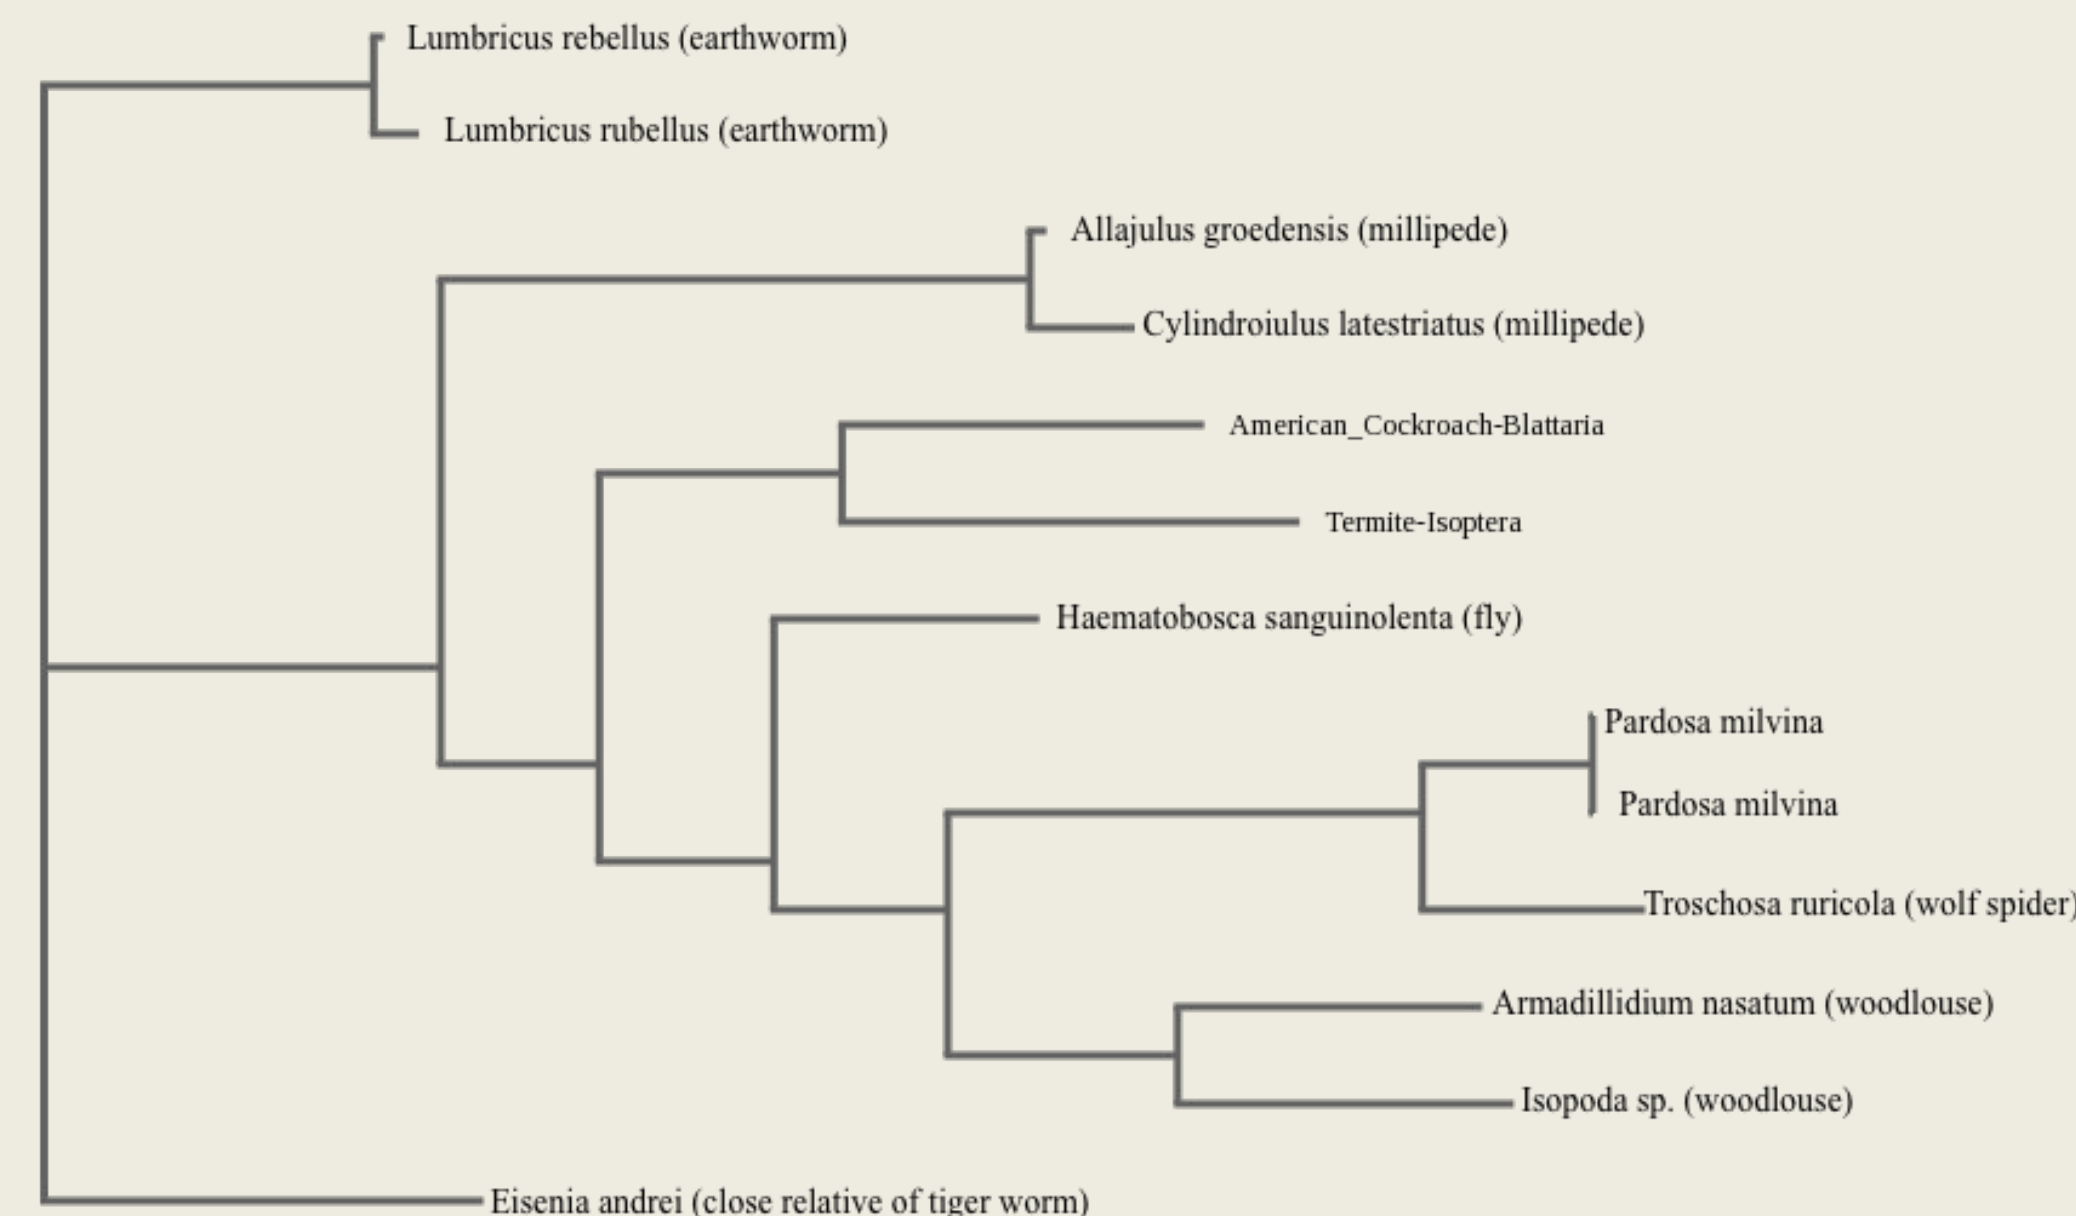 Lumbricus rebellus (earthworm)
Lumbricus rubellus (earthworm)
Allajulus groedensis (millipede)
Cylindroiulus latestriatus (millipede)
American_Cockroach-Blattaria
Termite-Isoptera
Haematobosca sanguinolenta (fly)
Pardosa milvina
Pardosa milvina
Troschosa ruricola (wolf spider)
Armadillidium nasatum (woodlouse)
Isopoda sp. (woodlouse)
Eisenia andrei (close relative of tiger worm)